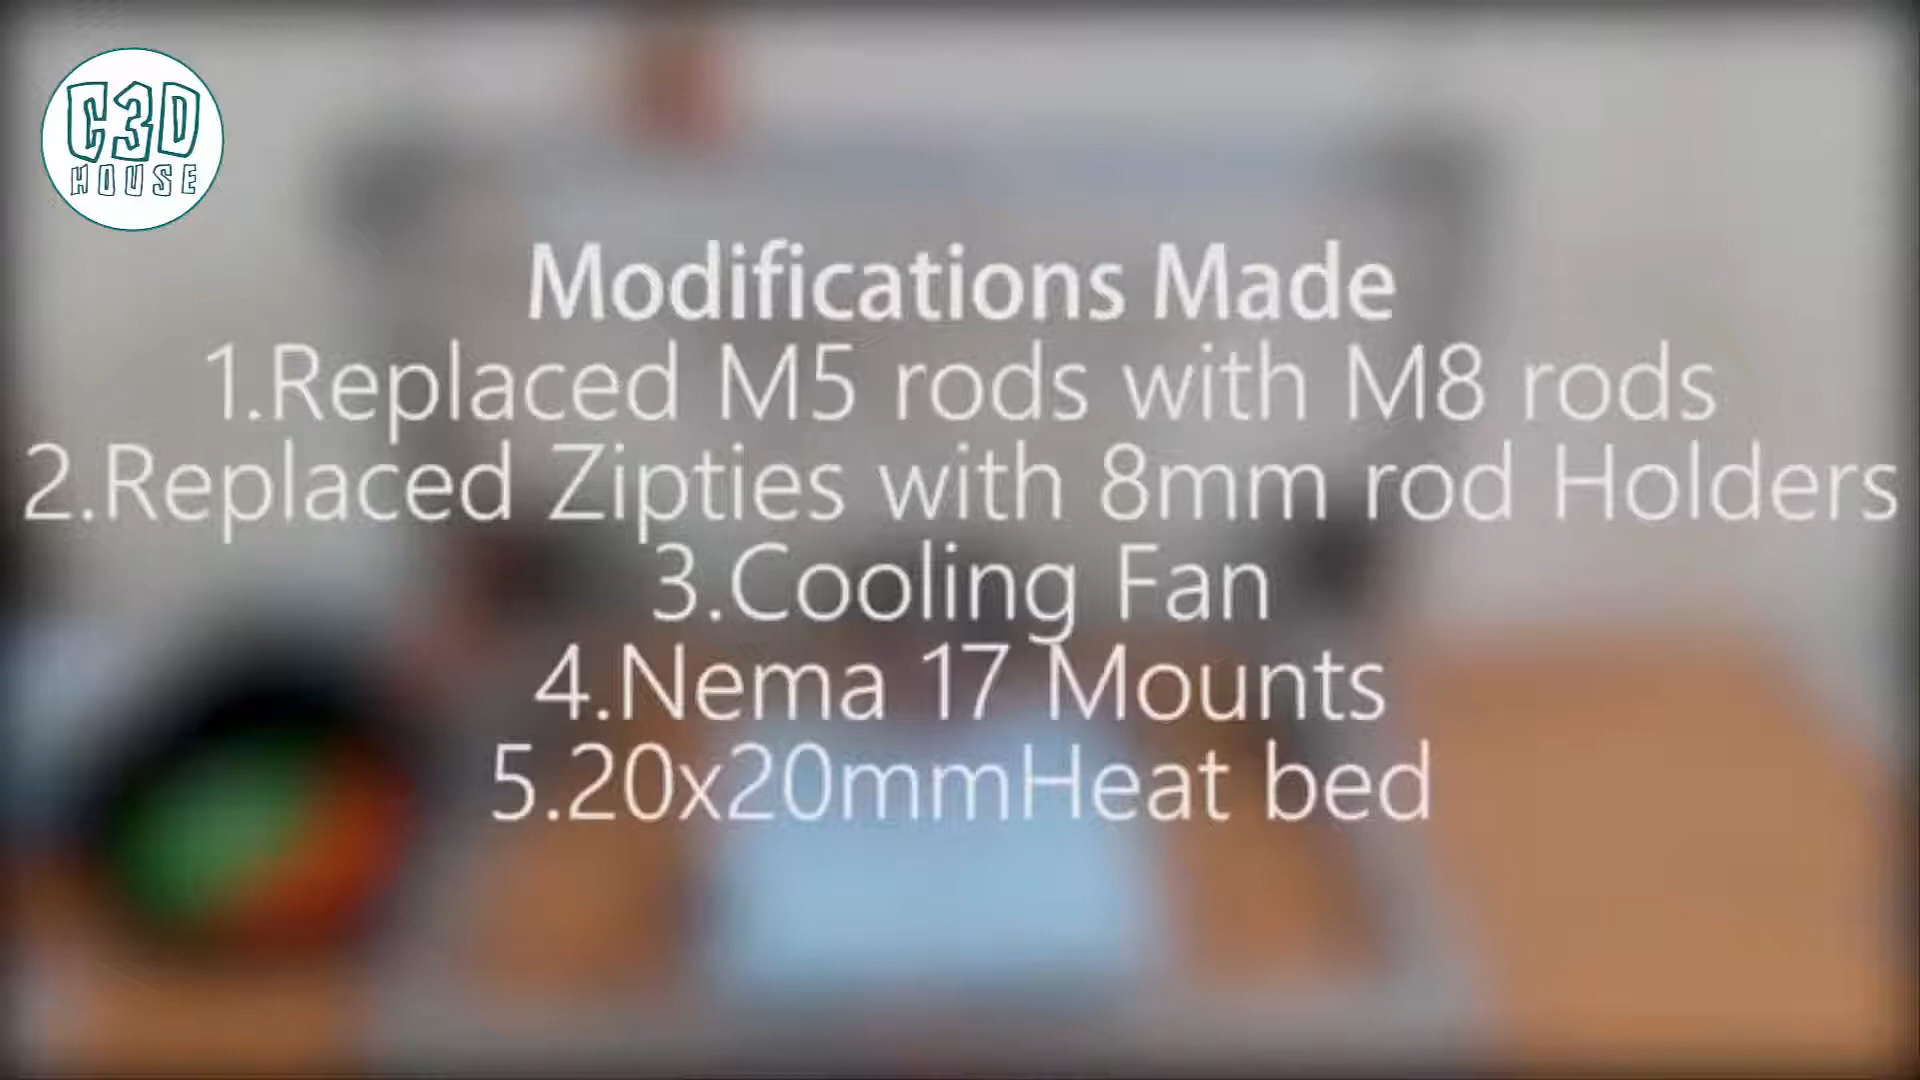 C3D
HOUSE
Modifications Made
1.Replaced M5 rods with M8 rods
2.Replaced Zipties with 8mm rod Holders
3.Cooling Fan
4.Nema 17 Mounts
5.20x20mmHeat bed